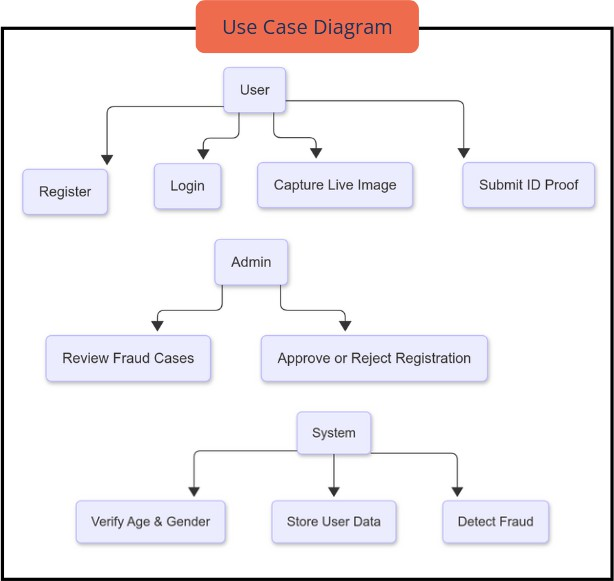 Use Case Diagram
User
Register
Login
Capture Live Image
Submit ID Proof
Admin
Review Fraud Cases
Approve or Reject Registration
System
Verify Age & Gender
Store User Data
Detect Fraud